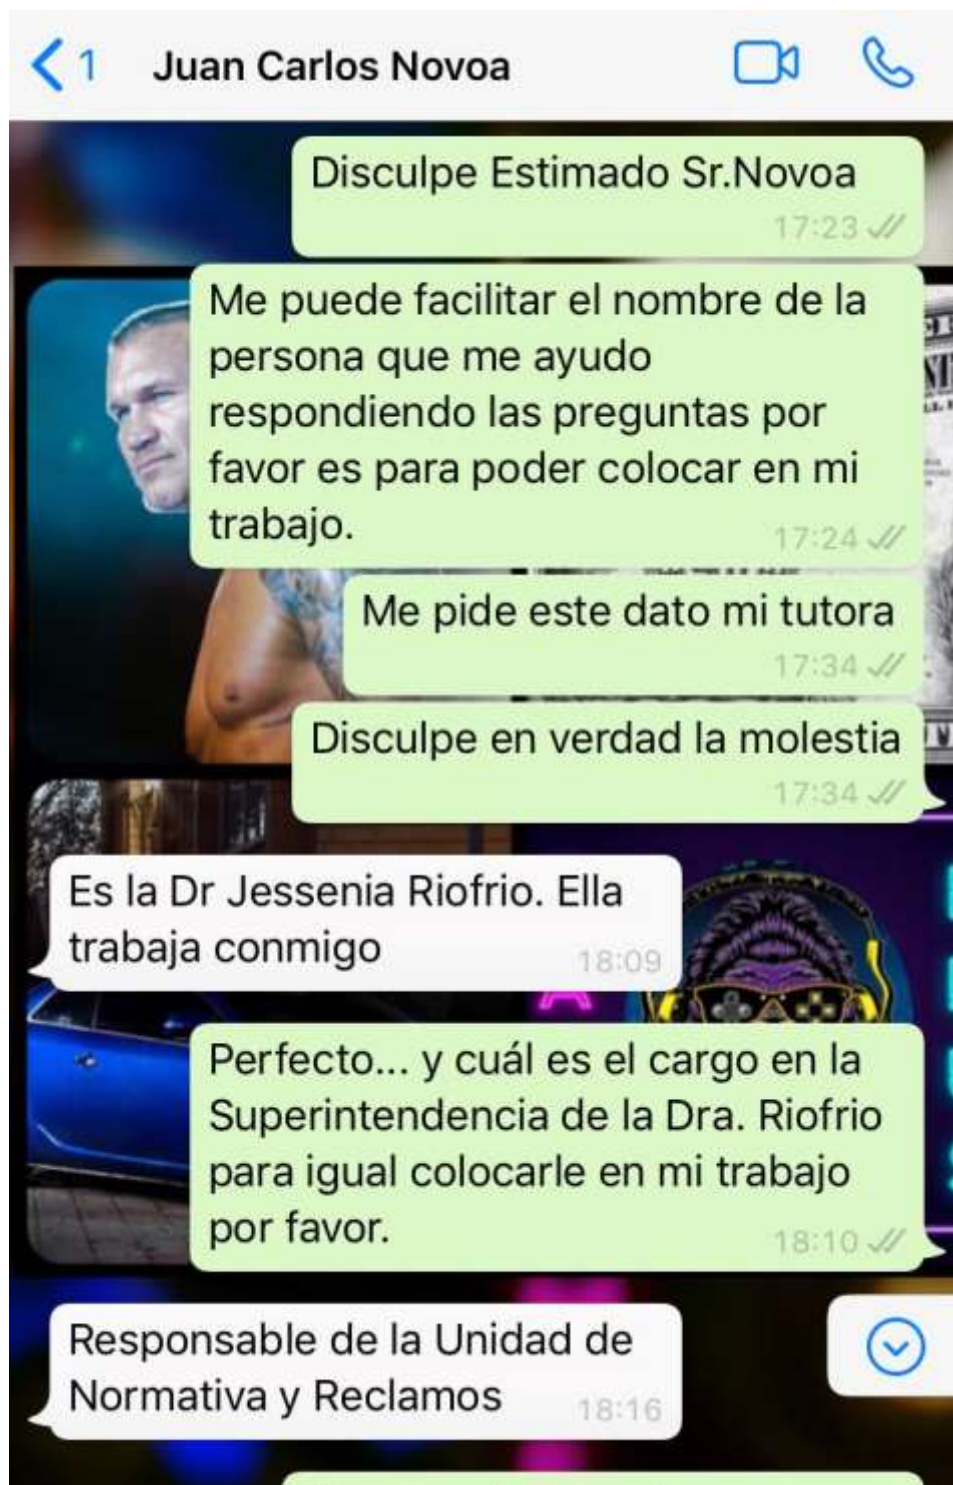 1 Juan Carlos Novoa
Disculpe Estimado Sr.Novoa
17:23
Me puede facilitar el nombre de la
persona que me ayudo
respondiendo las preguntas por
favor es para poder colocar en mi
trabajo.
17:24
Me pide este dato mi tutora
17:34
Disculpe en verdad la molestia
17:34
Es la Dr Jessenia Riofrio. Ella
trabaja conmigo
18:09
Perfecto... y cuál es el cargo en la
Superintendencia de la Dra. Riofrio
para igual colocarle en mi trabajo
por favor.
18:10
Responsable de la Unidad de
Normativa y Reclamos
18:16